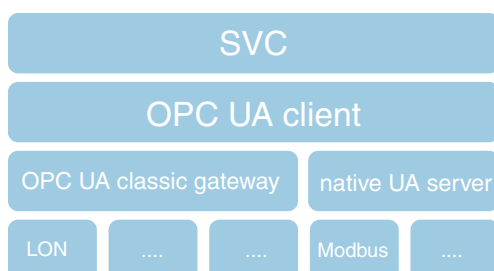 SVC
OPC UA client
OPC UA classic gateway native UA server
LON .... .... Modbus ....